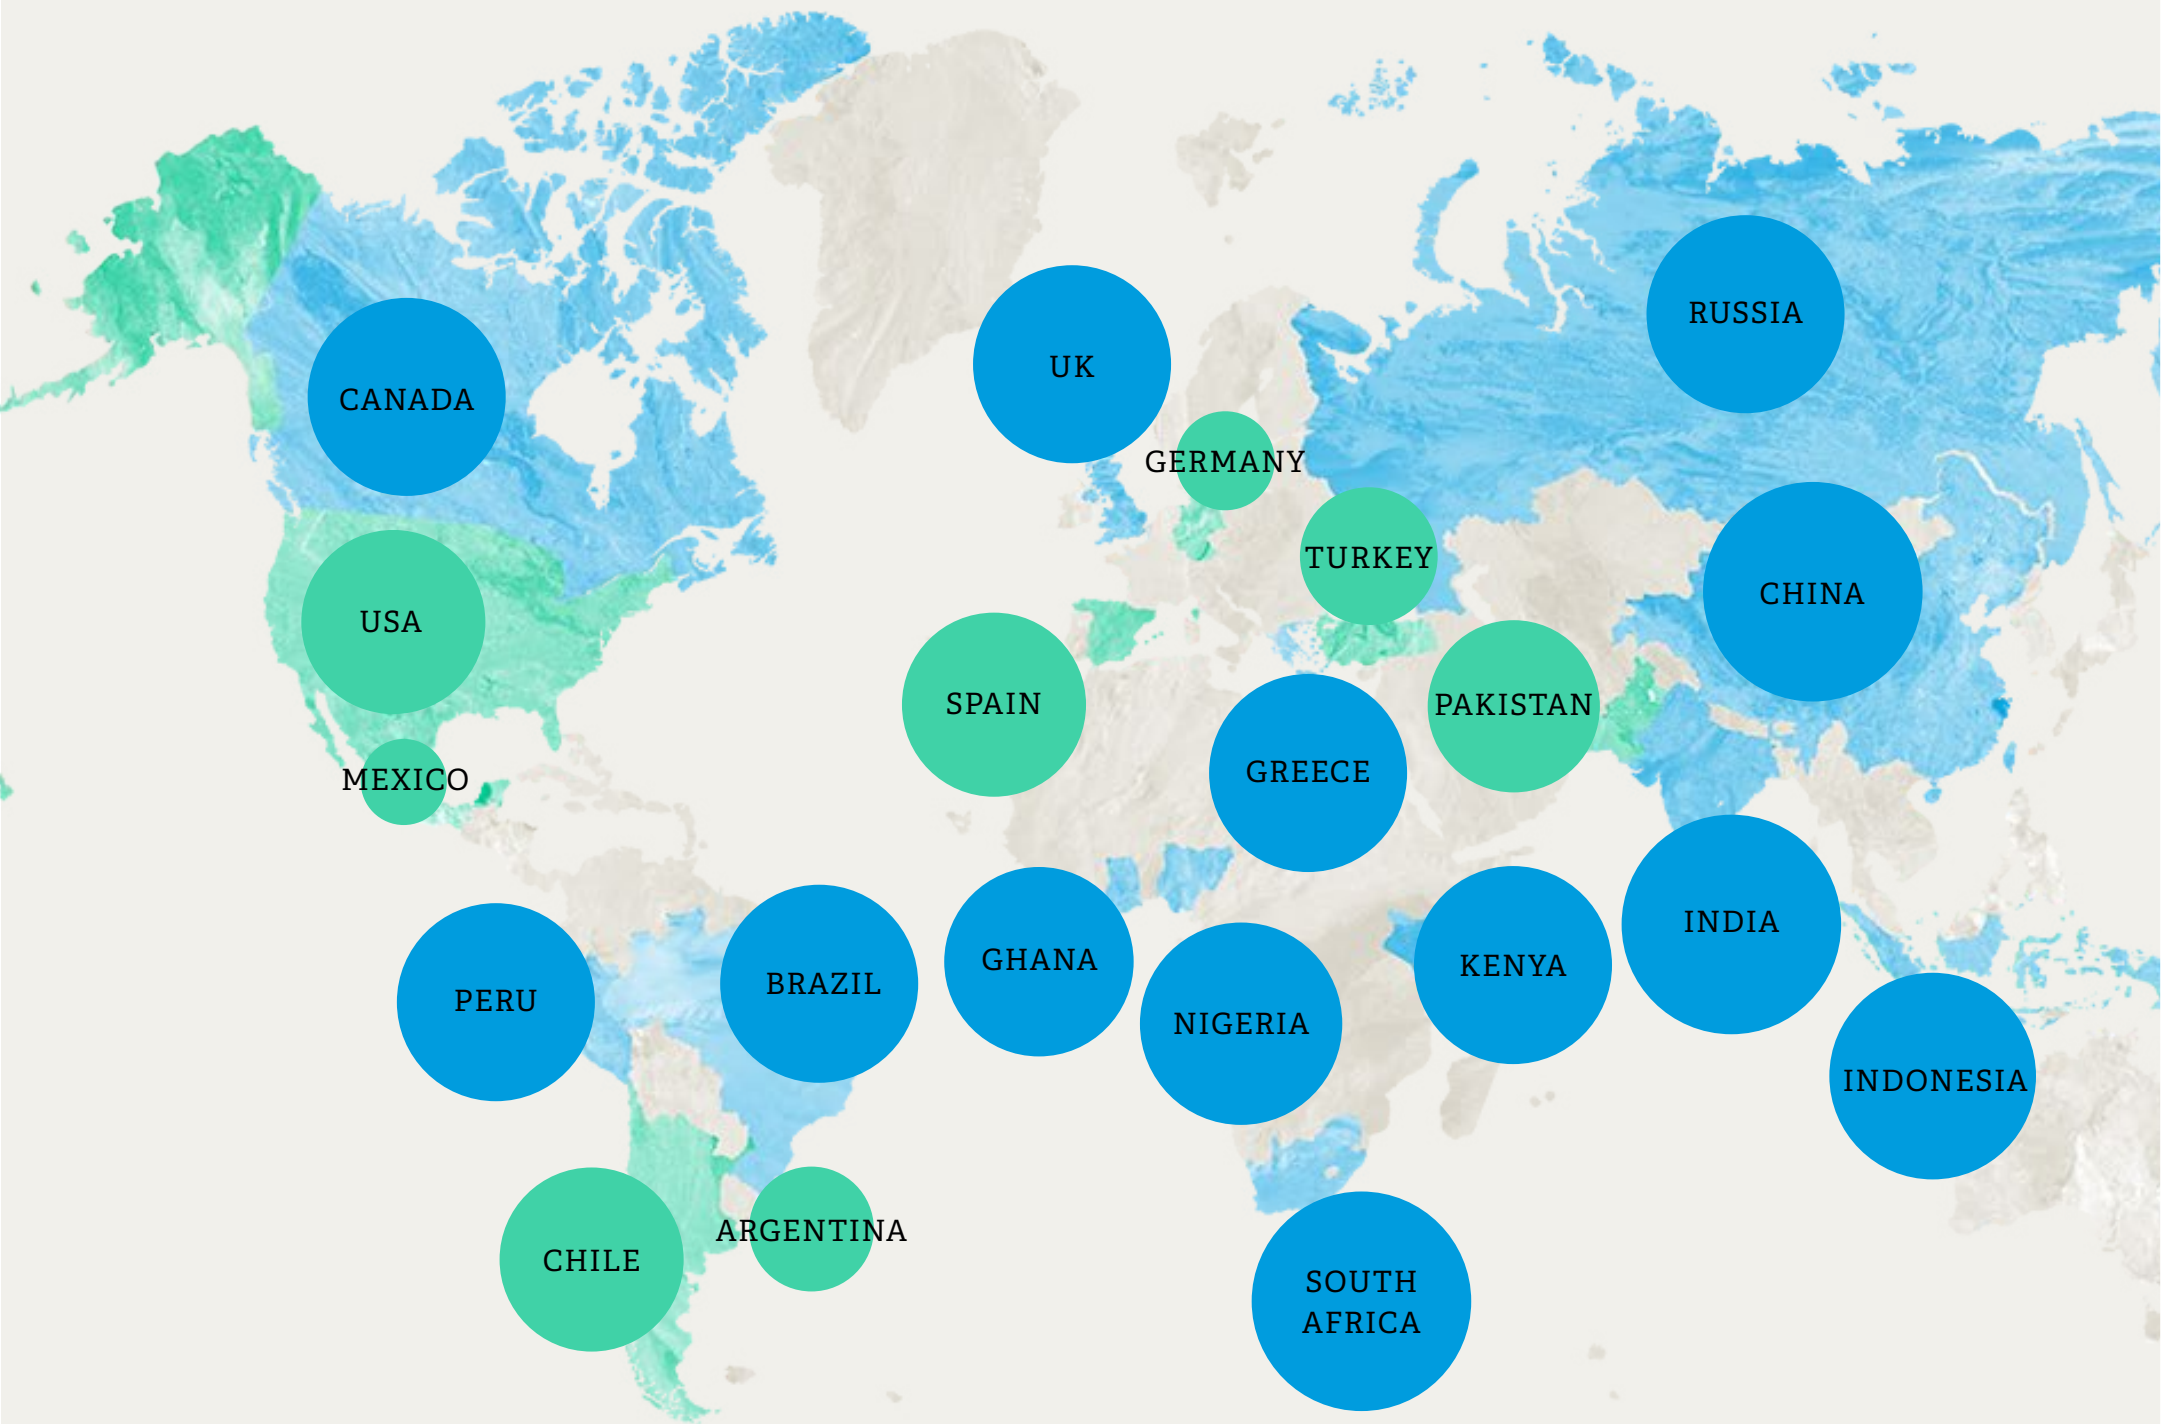 RUSSIA
UK
CANADA
GERMANY
TURKEY
CHINA
USA
SPAIN
PAKISTAN
GREECE
MEXICO
INDIA
GHANA
KENYA
BRAZIL
PERU
NIGERIA
INDONESIA
ARGENTINA
CHILE
SOUTH
AFRICA